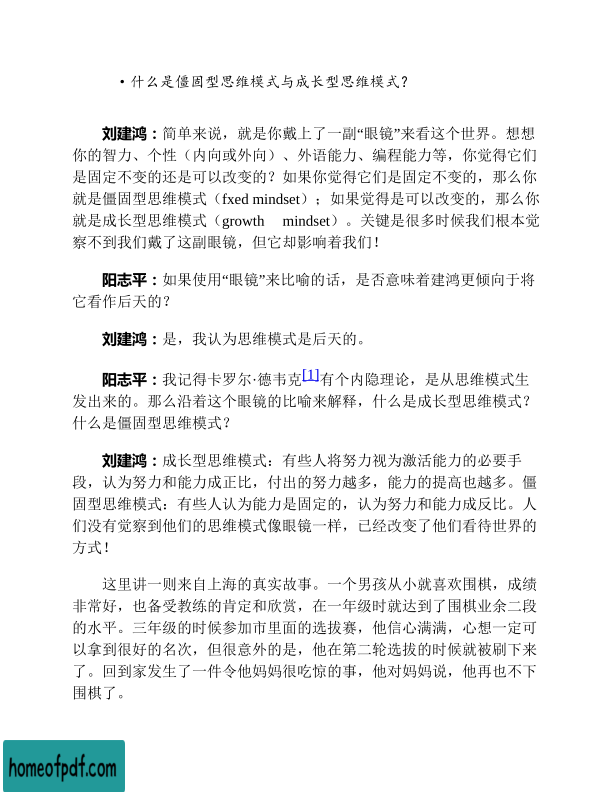 • 什么是僵固型思维模式与成长型思维模式？
刘建鸿：简单来说，就是你戴上了一副“眼镜”来看这个世界。想想
你的智力、个性（内向或外向）、外语能力、编程能力等，你觉得它们
是固定不变的还是可以改变的？如果你觉得它们是固定不变的，那么你
就是僵固型思维模式（fxed mindset）；如果觉得是可以改变的，那么你
就是成长型思维模式（growth mindset）。关键是很多时候我们根本觉
察不到我们戴了这副眼镜，但它却影响着我们！
阳志平：如果使用“眼镜”来比喻的话，是否意味着建鸿更倾向于将
它看作后天的？
刘建鸿：是，我认为思维模式是后天的。
阳志平：我记得卡罗尔·德韦克[1]有个内隐理论，是从思维模式生
发出来的。那么沿着这个眼镜的比喻来解释，什么是成长型思维模式？
什么是僵固型思维模式？
刘建鸿：成长型思维模式：有些人将努力视为激活能力的必要手
段，认为努力和能力成正比，付出的努力越多，能力的提高也越多。僵
固型思维模式：有些人认为能力是固定的，认为努力和能力成反比。人
们没有觉察到他们的思维模式像眼镜一样，已经改变了他们看待世界的
方式！
这里讲一则来自上海的真实故事。一个男孩从小就喜欢围棋，成绩
非常好，也备受教练的肯定和欣赏，在一年级时就达到了围棋业余二段
的水平。三年级的时候参加市里面的选拔赛，他信心满满，心想一定可
以拿到很好的名次，但很意外的是，他在第二轮选拔的时候就被刷下来
了。回到家发生了一件令他妈妈很吃惊的事，他对妈妈说，他再也不下
围棋了。
homeofpdf.com